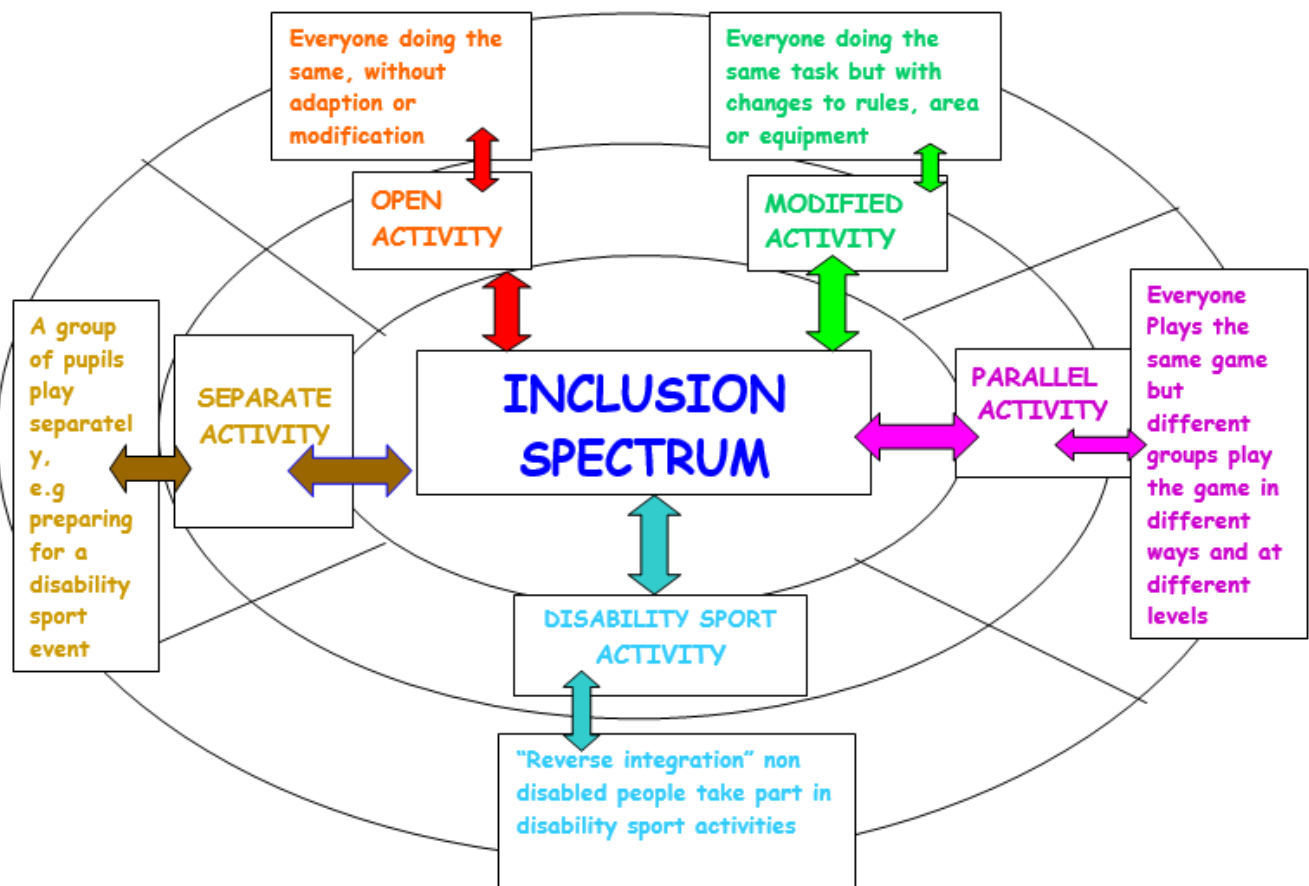 Everyone doing the
same, without
adaption or
modification
Everyone doing the
same task but with
changes to rules, area
or equipment
OPEN
ACTIVITY
MODIFIED
ACTIVITY
A group
of pupils
play
separatel
y,
e.g
preparing
for a
disability
sport
event
SEPARATE
ACTIVITY
INCLUSION
SPECTRUM
PARALLEL
ACTIVITY
Everyone
Plays the
same game
but
different
groups play
the game in
different
ways and at
different
levels
DISABILITY SPORT
ACTIVITY
“Reverse integration” non
disabled people take part in
disability sport activities